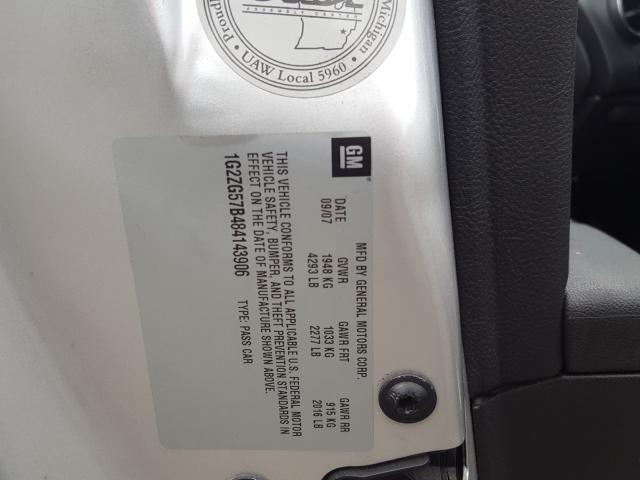 Proudl
Michigan
ASSEMBLY CENTER
UAW Local 5960
GM
MFD BY GENERAL MOTORS CORP.
DATE GVWR GAWR FRT GAWR RR
09/07 1948 KG 1033 KG 915 KG
4293 LB 2277 LB 2016 LB
THIS VEHICLE CONFORMS TO ALL APPLICABLE U.S. FEDERAL MOTOR
VEHICLE SAFETY, BUMPER, AND THEFT PREVENTION STANDARDS IN
EFFECT ON THE DATE OF MANUFACTURE SHOWN ABOVE.
1G2ZG57B484143906 TYPE: PASS CAR